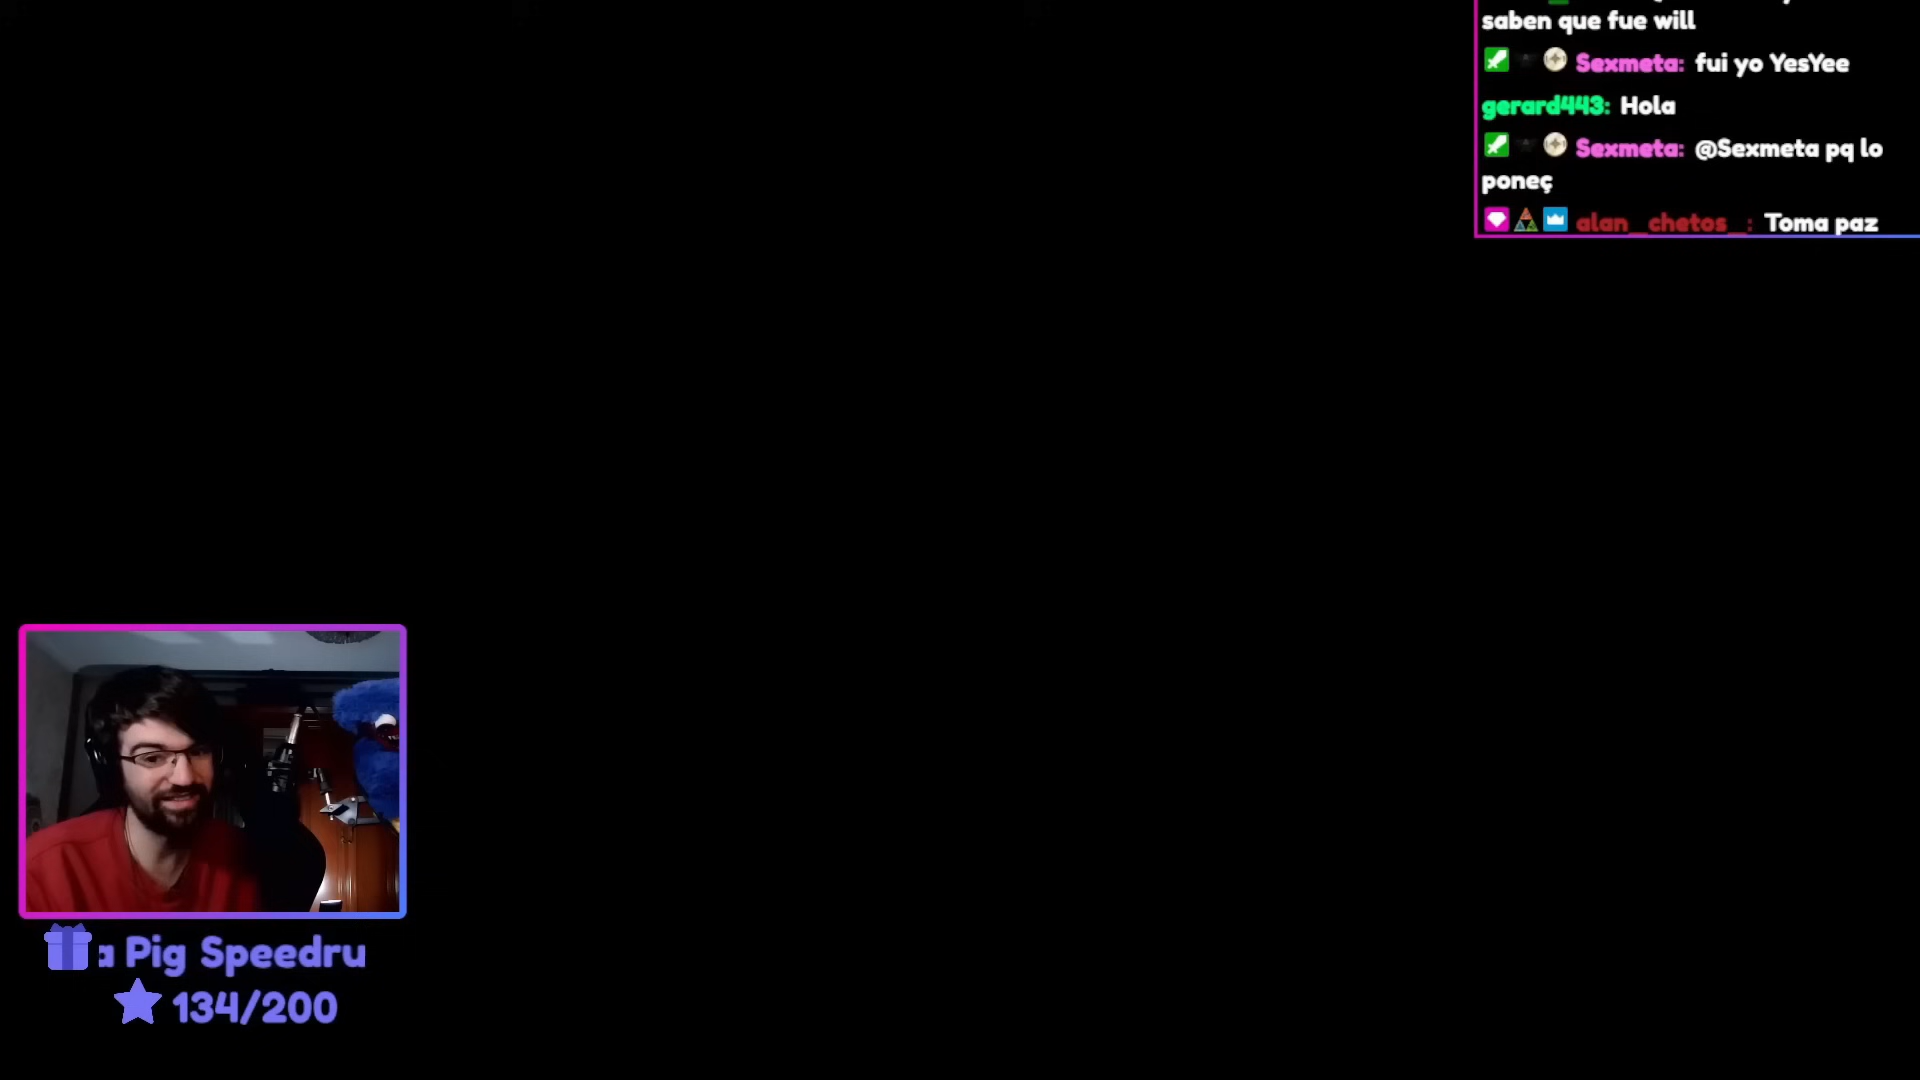 saben que fue will
Sexmeta: fui yo YesYee
gerard443: Hola
Sexmeta: @Sexmeta pq lo
poneç
alan_chetos_: Toma paz
a Pig Speedru
134/200